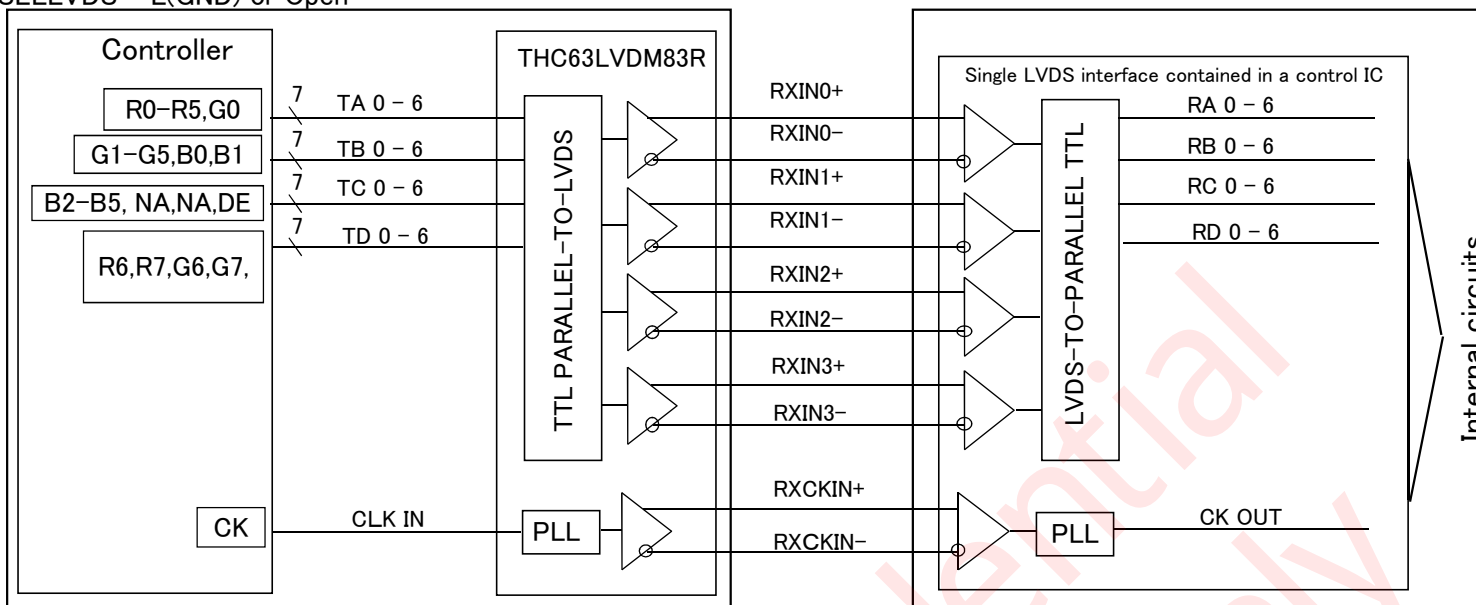 L(GND) or Open
Controller
THC63LVDM83R
Single LVDS interface contained in a control IC
R0-R5,G0
7
TA 0 - 6
RXIN0+
RA 0 - 6
RXIN0-
G1-G5,B0,B1
7
TB 0 - 6
RB 0 - 6
RXIN1+
B2-B5, NA,NA,DE
7
TC 0 - 6
RC 0 - 6
RXIN1-
R6,R7,G6,G7,
7
TD 0 - 6
RD 0 - 6
RXIN2+
RXIN2-
RXIN3+
RXIN3-
TTL PARALLEL-TO-LVDS
LVDS-TO-PARALLEL TTL
Internal circuits
RXCKIN+
CK
CLK IN
PLL
RXCKIN-
PLL
CK OUT